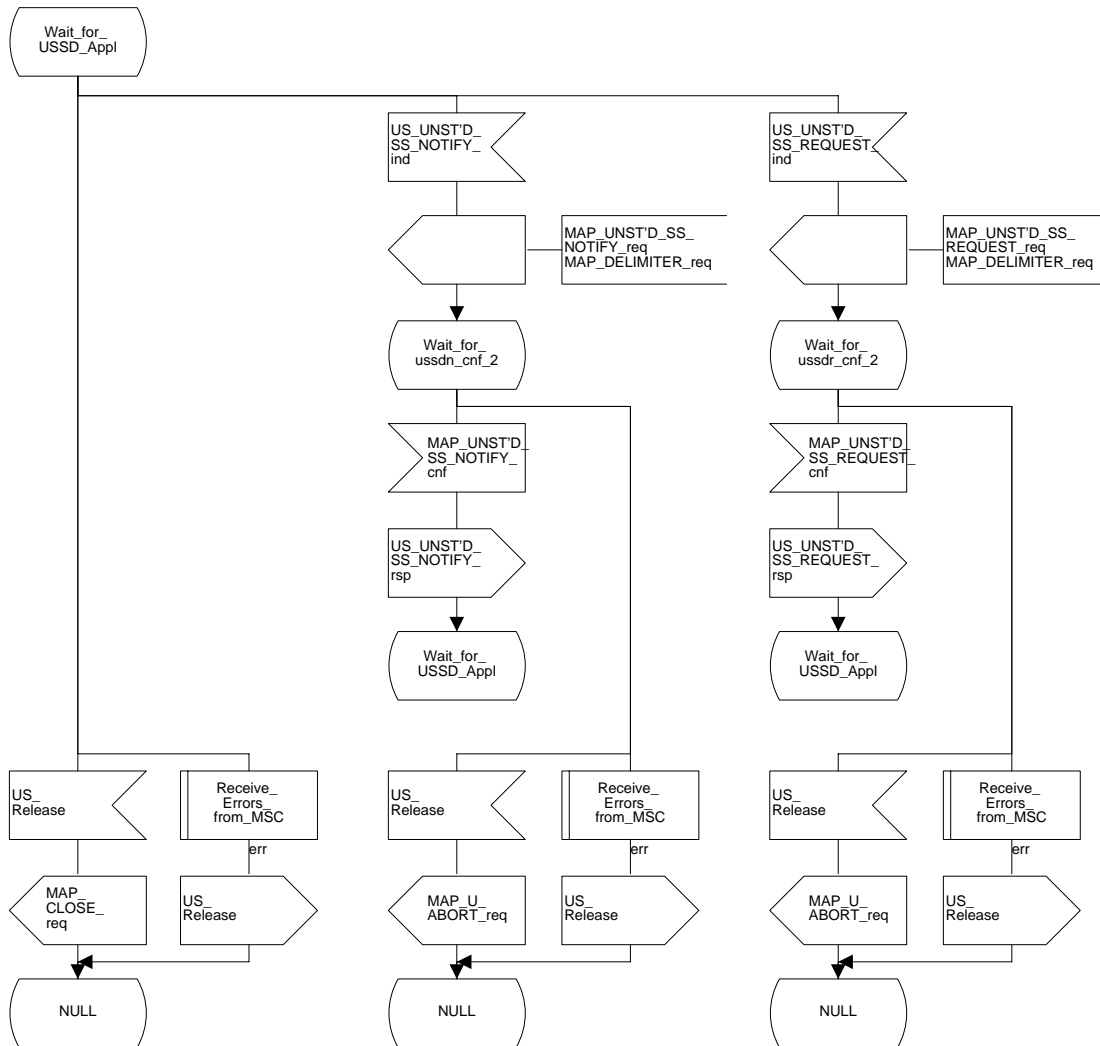 Wait_for_
USSD_Appl
US_UNST'D_
SS_NOTIFY_
ind
US_UNST'D_
SS_REQUEST_
ind
MAP_UNST'D_SS_
NOTIFY_req
MAP_DELIMITER_req
MAP_UNST'D_SS_
REQUEST_req
MAP_DELIMITER_req
Wait_for_
ussdn_cnf_2
Wait_for_
ussdr_cnf_2
MAP_UNST'D_
SS_NOTIFY_
cnf
MAP_UNST'D_
SS_REQUEST_
cnf
US_UNST'D_
SS_NOTIFY_
rsp
US_UNST'D_
SS_REQUEST_
rsp
Wait_for_
USSD_Appl
Wait_for_
USSD_Appl
US_
Release
Receive_
Errors_
from_MSC
err
US_
Release
Receive_
Errors_
from_MSC
err
US_
Release
Receive_
Errors_
from_MSC
err
MAP_
CLOSE_
req
US_
Release
MAP_U_
ABORT_req
US_
Release
MAP_U_
ABORT_req
US_
Release
NULL
NULL
NULL